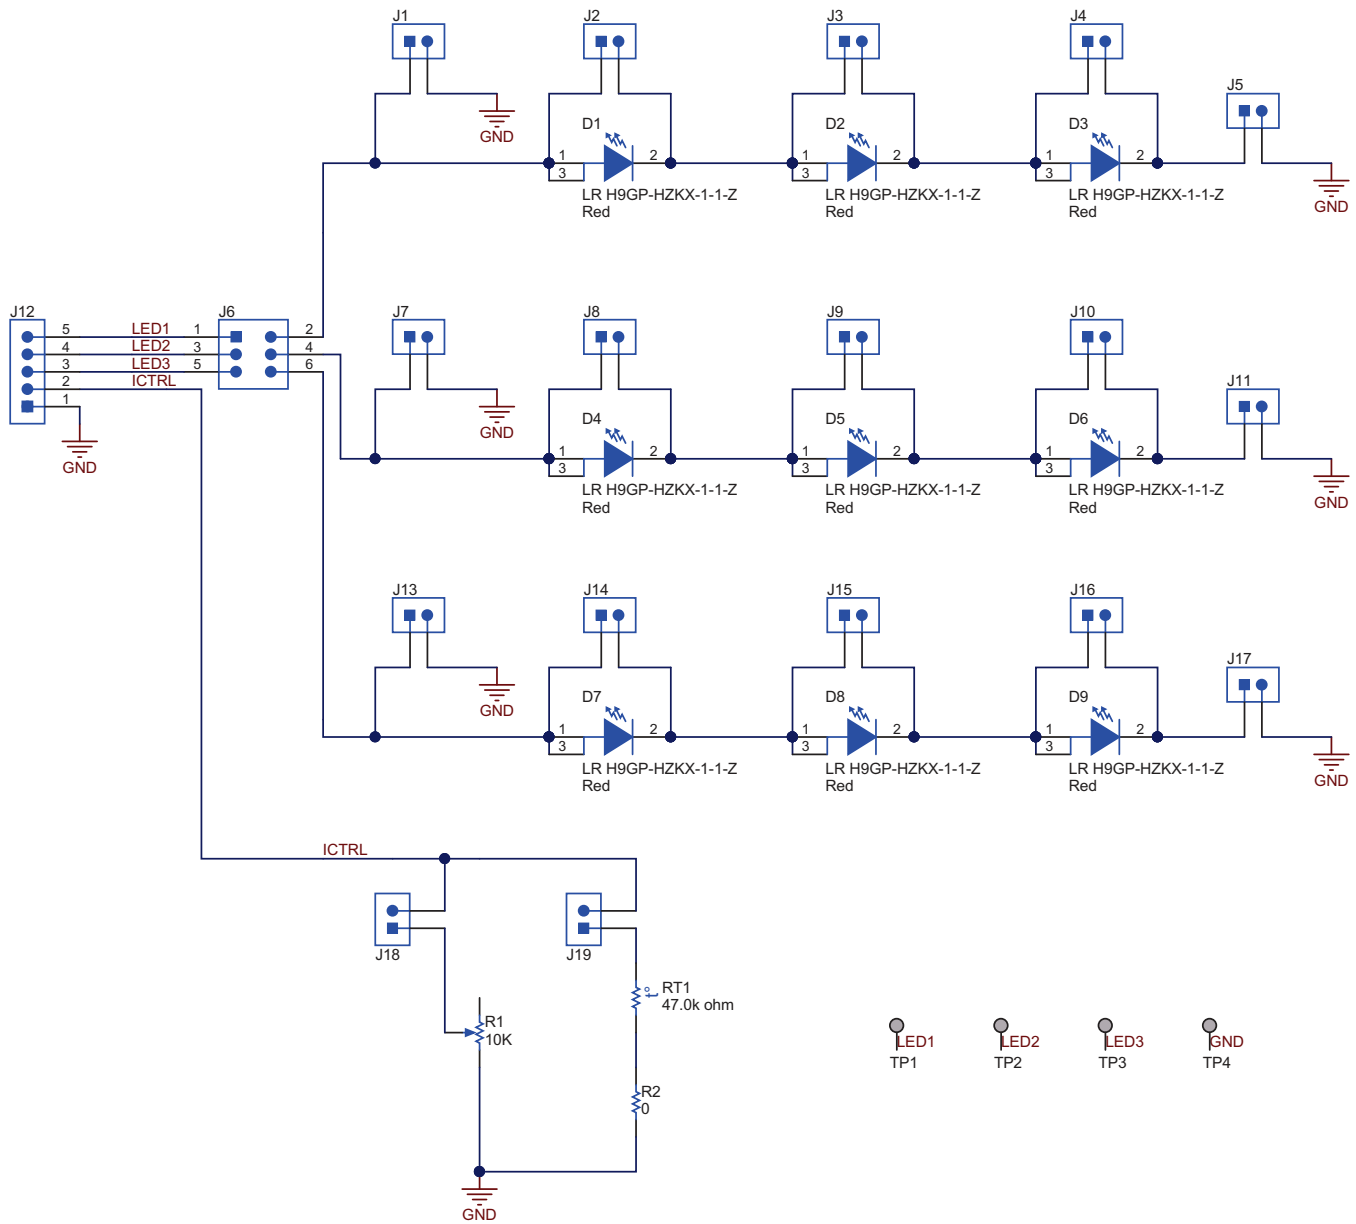 J1 J2 J3 J4
J5
GND
D1 D2 D3
1 2 1 2 1 2
3 3 3
LR H9GP-HZKX-1-1-Z LR H9GP-HZKX-1-1-Z LR H9GP-HZKX-1-1-Z
Red Red Red
GND
J12 J6 J7 J8 J9 J10
5 LED1 1 2
4 LED2 3 4
3 LED3 5 6
2 ICTRL
1
J11
GND
D4 D5 D6
1 2 1 2 1 2
3 3 3
GND
LR H9GP-HZKX-1-1-Z LR H9GP-HZKX-1-1-Z LR H9GP-HZKX-1-1-Z
Red Red Red
GND
J13 J14 J15 J16
J17
GND
D7 D8 D9
1 2 1 2 1 2
3 3 3
LR H9GP-HZKX-1-1-Z LR H9GP-HZKX-1-1-Z LR H9GP-HZKX-1-1-Z
Red Red Red
GND
ICTRL
J18 J19
t°
RT1
47.0k ohm
R1
10K
LED1 LED2 LED3 GND
TP1 TP2 TP3 TP4
R2
0
GND